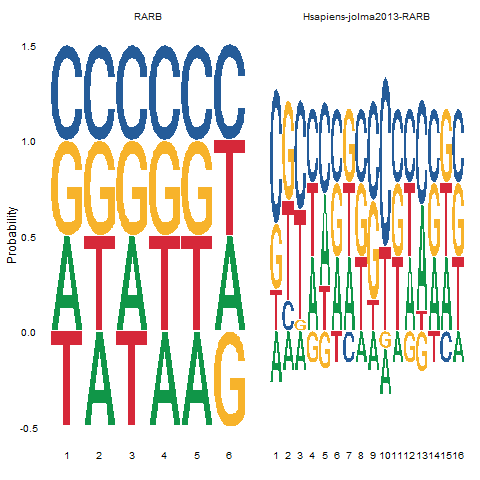 RARB
Hsapiens-jolma2013-RARB
Probability
1.5
1.0
0.5
0.0
-0.5
C C C C C C
G G G G G T
A T A T T A
T A T A A G
1 2 3 4 5 6
C G C C C G C C C C C C C G C
1 2 3 4 5 6 7 8 9 10 11 12 13 14 15 16